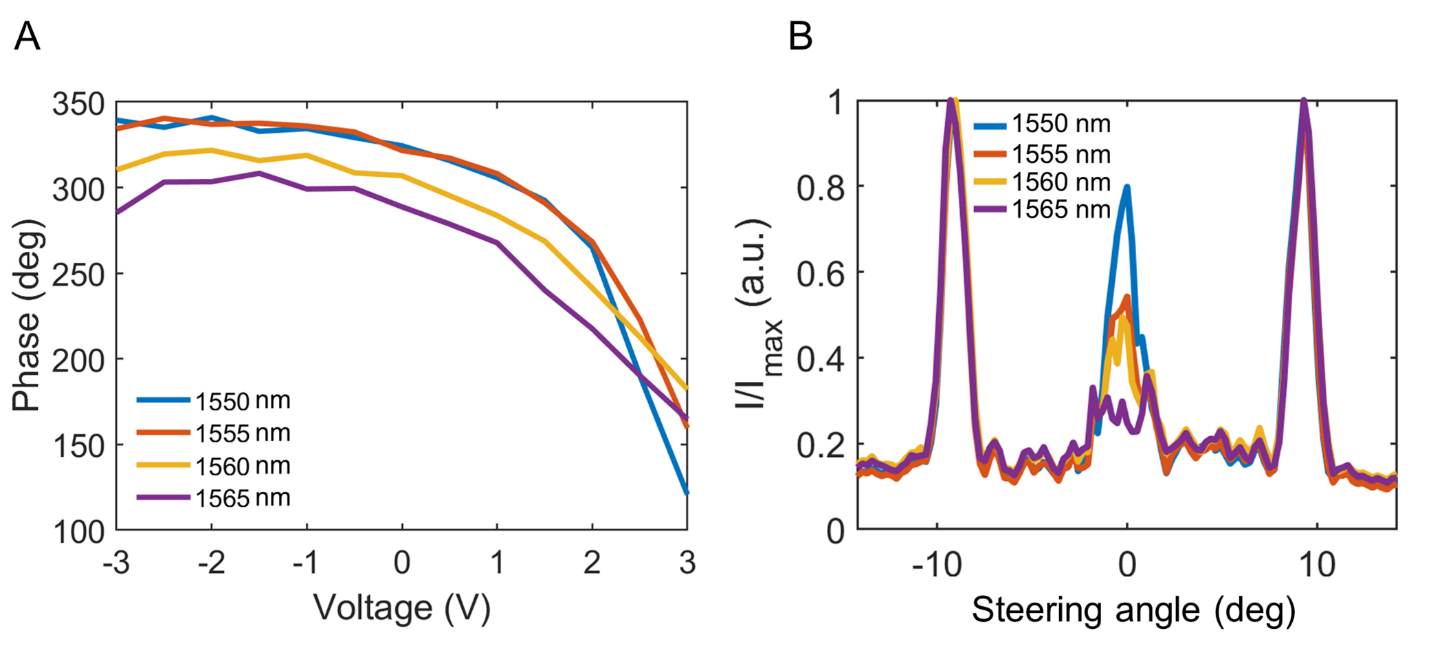 A
B
350
300
250
200
150
100
-3
-2
-1
0
1
2
3
Phase (deg)
Voltage (V)
1550 nm
1555 nm
1560 nm
1565 nm
1
0.8
0.6
0.4
0.2
0
-10
0
10
I/Imax (a.u.)
Steering angle (deg)
1550 nm
1555 nm
1560 nm
1565 nm